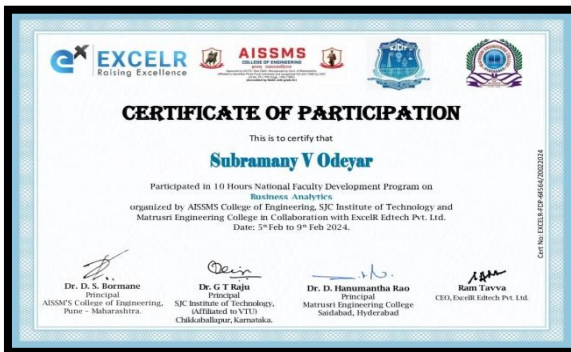 EXCELR
Raising Excellence
AISSMS
COLLEGE OF ENGINEERING
CERTIFICATE OF PARTICIPATION
This is to certify that
Subramany V Odeyar
Participated in 10 Hours National Faculty Development Program on
Business Analytics
organized by AISSMS College of Engineering, SJC Institute of Technology and
Matrusri Engineering College in Collaboration with ExcelR Edtech Pvt. Ltd.
Date: 5th Feb to 9th Feb 2024.
Cert No: EXCELR-FDP-64564/20022024
Dr. D. S. Bormane
Principal
AISSM'S College of Engineering,
Pune – Maharashtra.
Dr. G T Raju
Principal
SJC Institute of Technology,
(Affiliated to VTU)
Chikkaballapur, Karnataka.
Dr. D. Hanumantha Rao
Principal
Matrusri Engineering College
Saidabad, Hyderabad
Ram Tavva
CEO, ExcelR Edtech Pvt. Ltd.